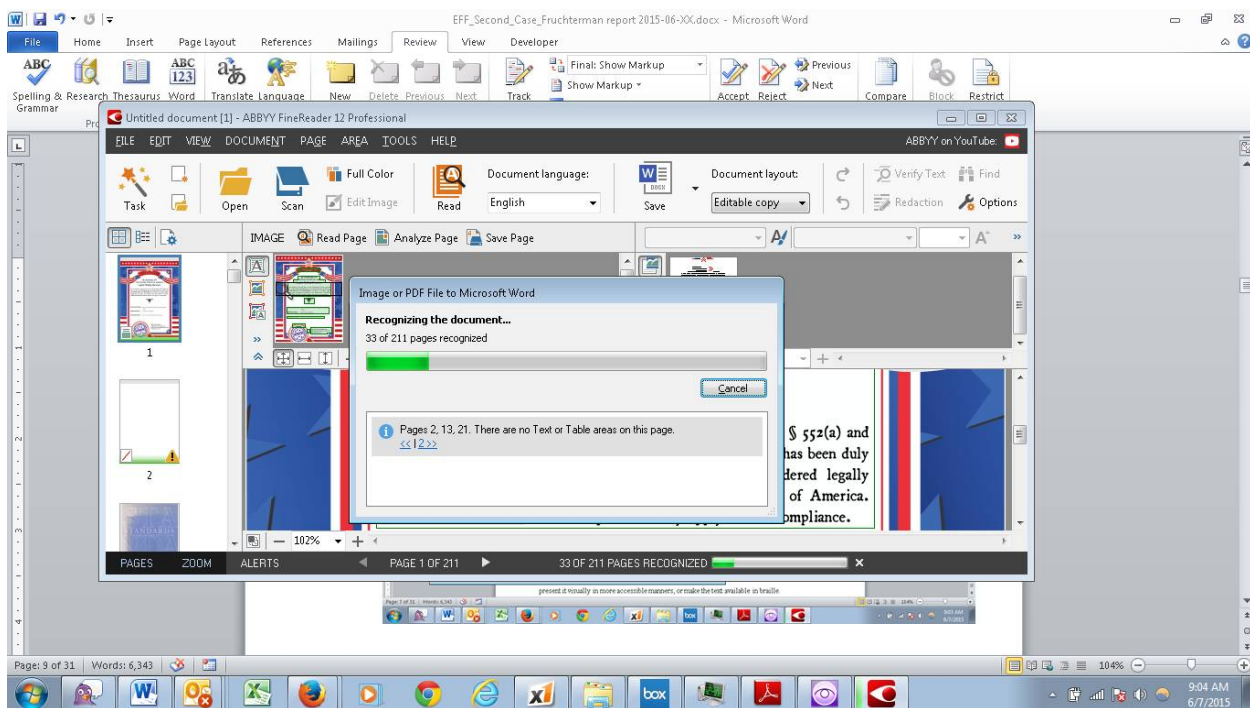 EFF_Second_Case_Fruchterman report 2015-06-XX.docx - Microsoft Word
File Home Insert Page Layout References Mailings Review View Developer
Final: Show Markup
Show Markup
Previous
Next
Spelling & Grammar Research Thesaurus Word Translate Language New Delete Previous Next Track Accept Reject Compare Block Restrict
Untitled document [1] - ABBYY FineReader 12 Professional
FILE EDIT VIEW DOCUMENT PAGE AREA TOOLS HELP ABBYY on YouTube:
Full Color Document language: Document layout: Verify Text Find
Edit Image English Editable copy Redaction Options
Task Open Scan Read Save
IMAGE Read Page Analyze Page Save Page
Image or PDF File to Microsoft Word
Recognizing the document...
33 of 211 pages recognized
1
Cancel
Pages 2, 13, 21. There are no Text or Table areas on this page.
<< | 2 >>
§ 552(a) and
has been duly
dered legally
of America.
ompliance.
2
102%
PAGES ZOOM ALERTS PAGE 1 OF 211 33 OF 211 PAGES RECOGNIZED
present it visually in more accessible manners, or make the text available in braille.
Page: 9 of 31 Words: 6,343 104%
box
9:04 AM
6/7/2015